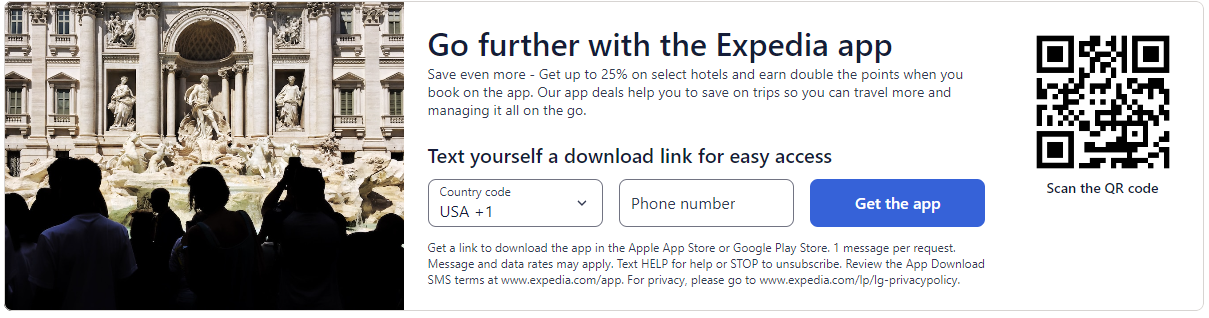 Go further with the Expedia app
Save even more - Get up to 25% on select hotels and earn double the points when you
book on the app. Our app deals help you to save on trips so you can travel more and
managing it all on the go.
Text yourself a download link for easy access
Country code
USA +1
Phone number
Get the app
Get a link to download the app in the Apple App Store or Google Play Store. 1 message per request.
Message and data rates may apply. Text HELP for help or STOP to unsubscribe. Review the App Download
SMS terms at www.expedia.com/app. For privacy, please go to www.expedia.com/lp/lg-privacypolicy.
Scan the QR code